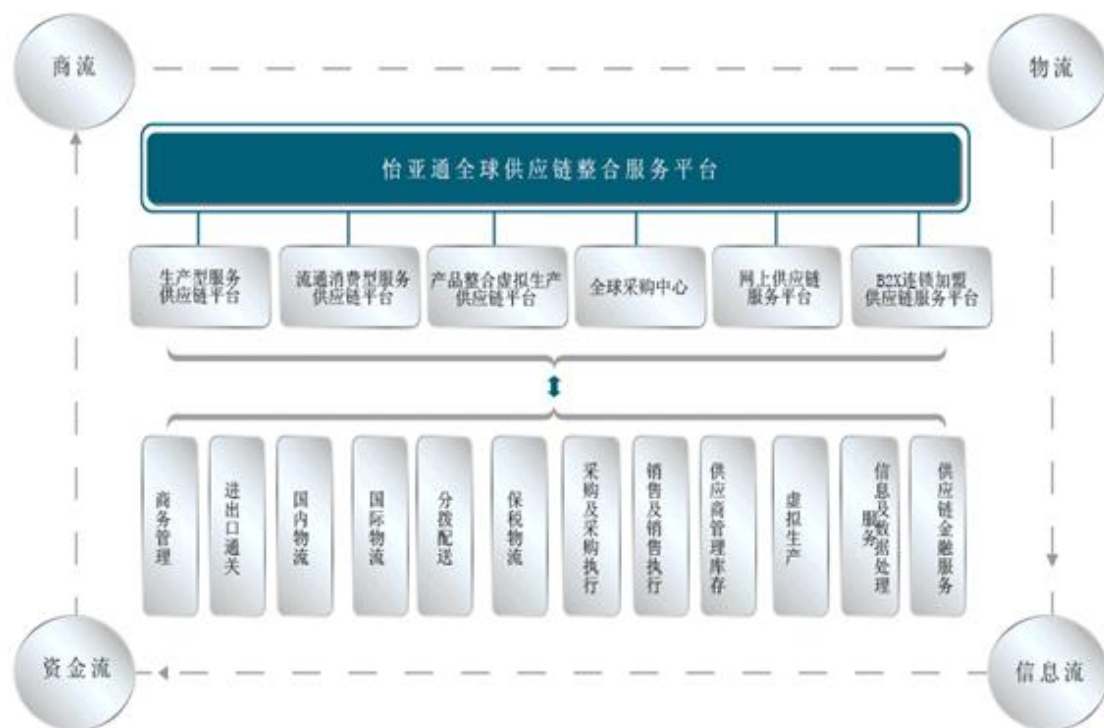 商流
物流
怡亚通全球供应链整合服务平台
生产型服务
供应链平台
流通消费型服务
供应链平台
产品整合虚拟生产
供应链平台
全球采购中心
网上供应链
服务平台
B2X连锁加盟
供应链服务平台
商务管理
进出口通关
国内物流
国际物流
分拨配送
保税物流
采购及采购执行
销售及销售执行
供应商管理库存
虚拟生产
信息及数据处理
服务
供应链金融服务
资金流
信息流